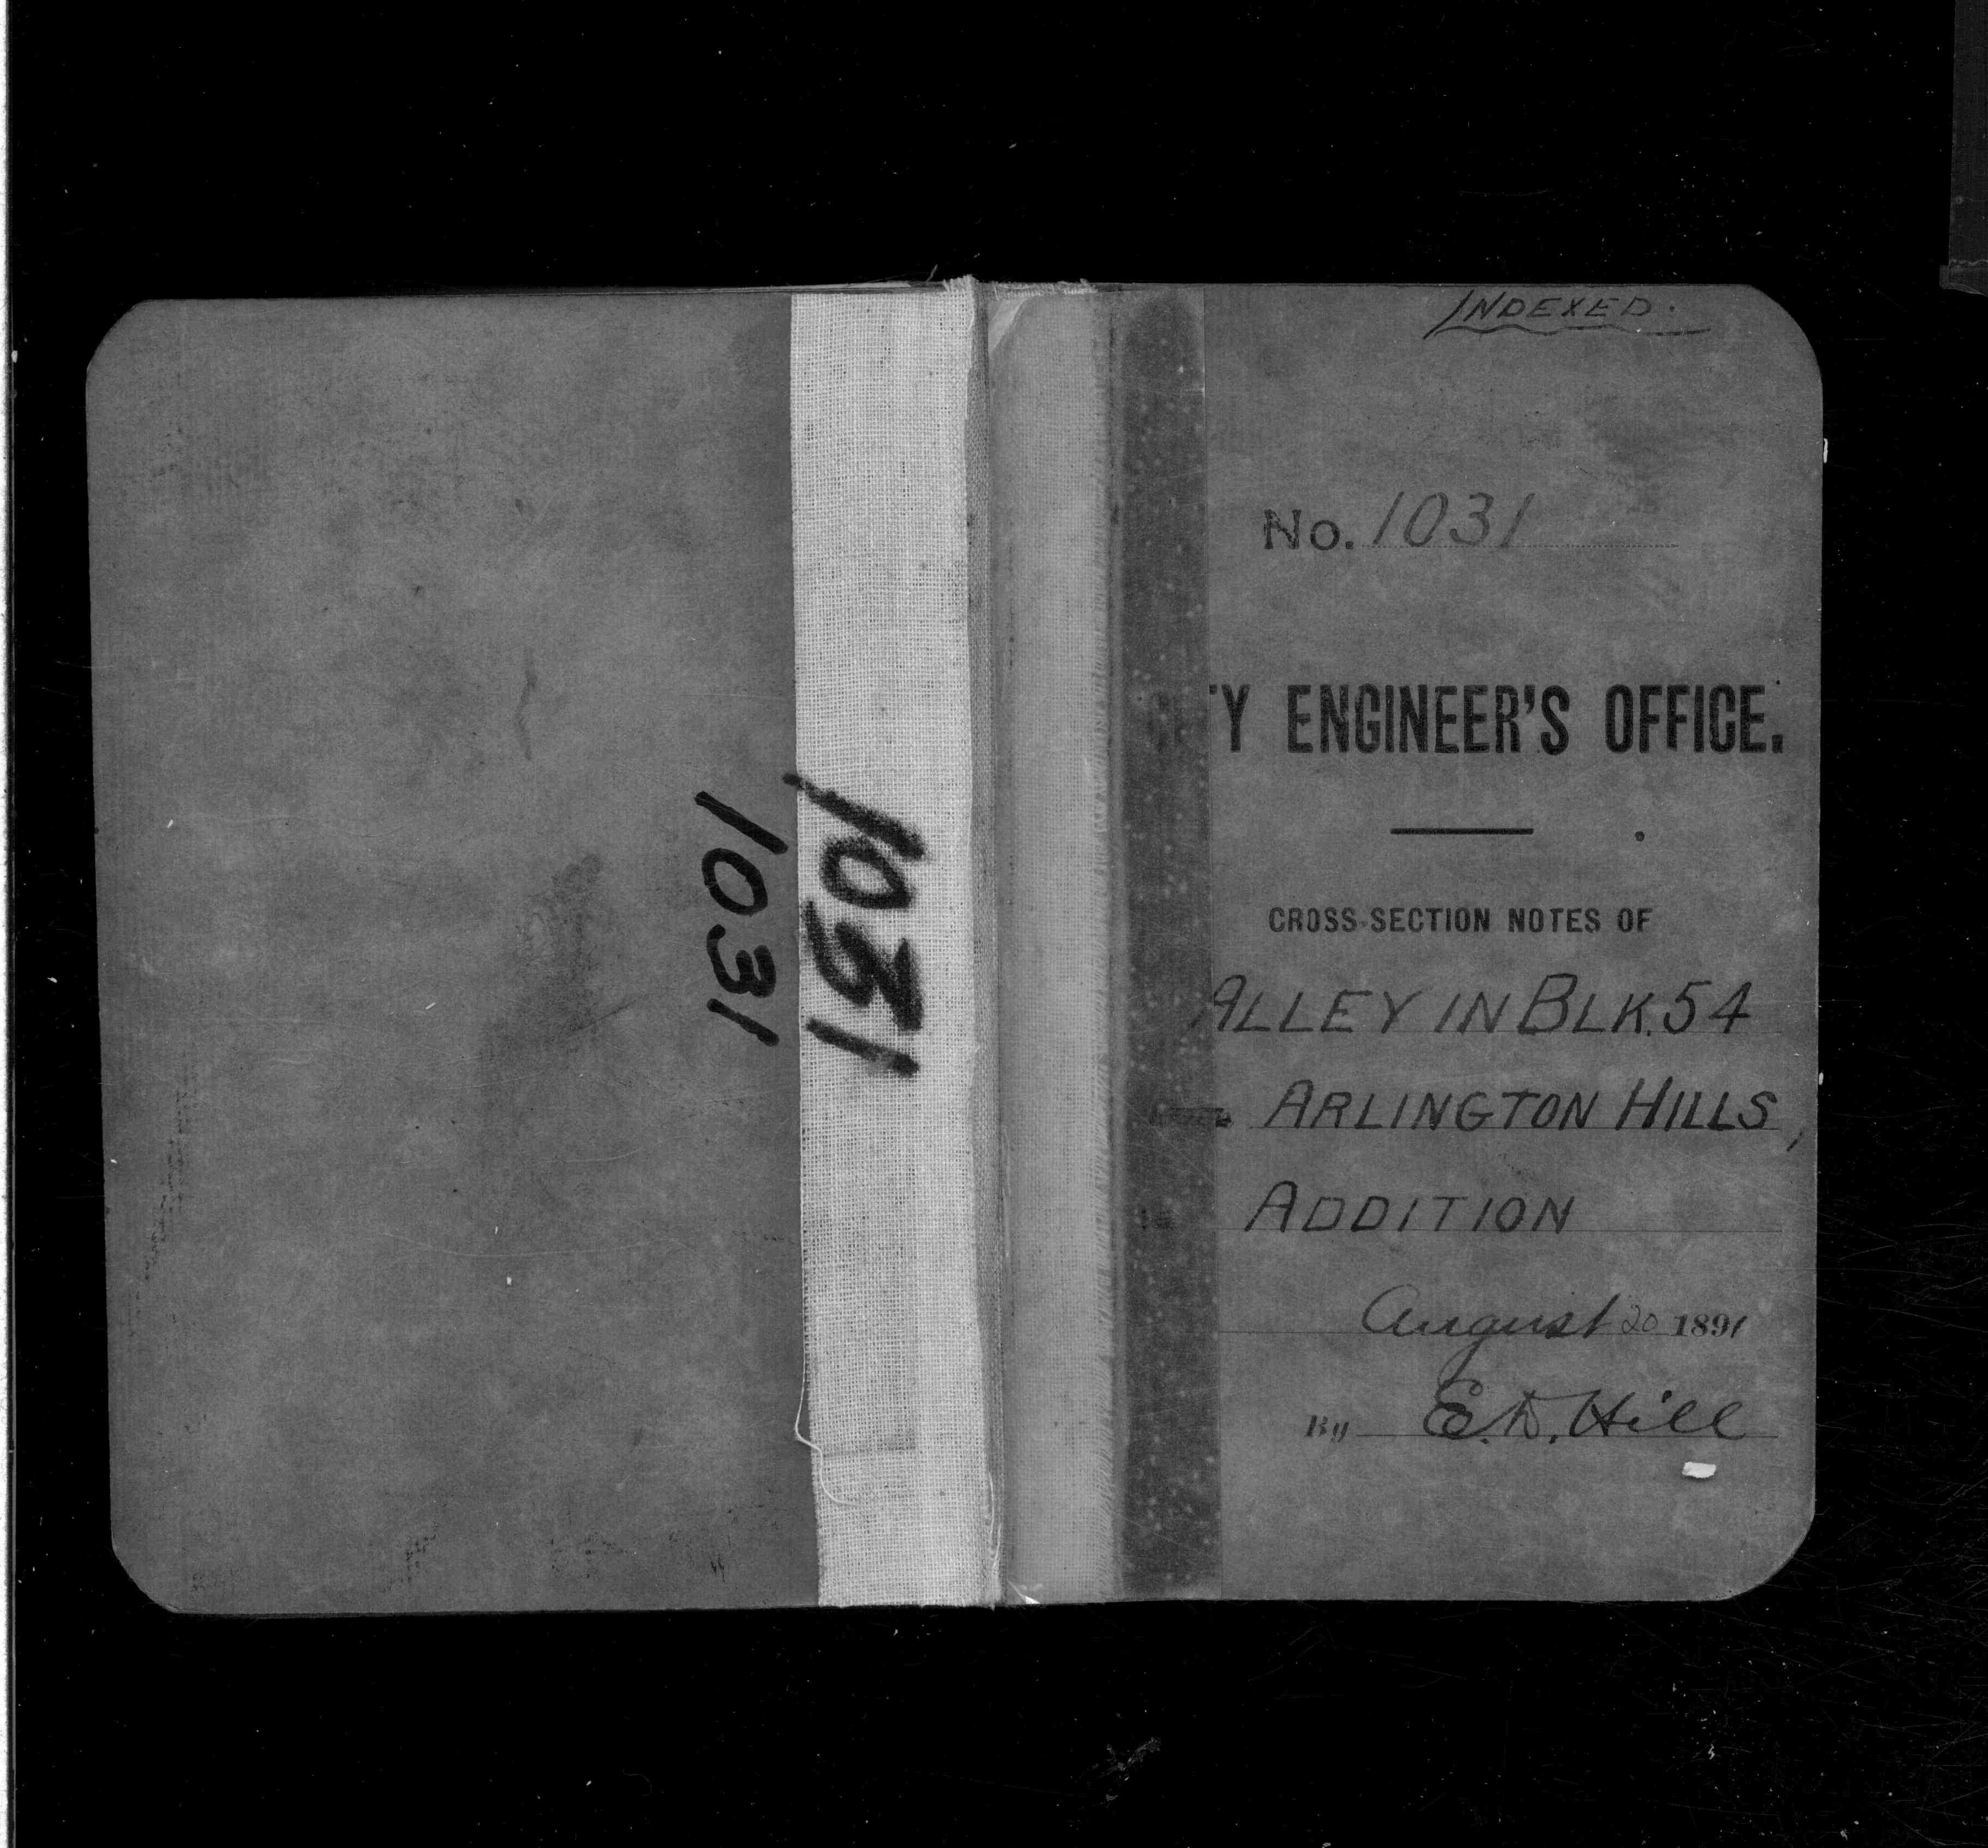 INDEXED.
No. 1031
TY ENGINEER'S OFFICE.
CROSS-SECTION NOTES OF
ALLEY IN BLK. 54
ARLINGTON HILLS,
ADDITION
August 20 1891
By E.D. Hill
1031
1031